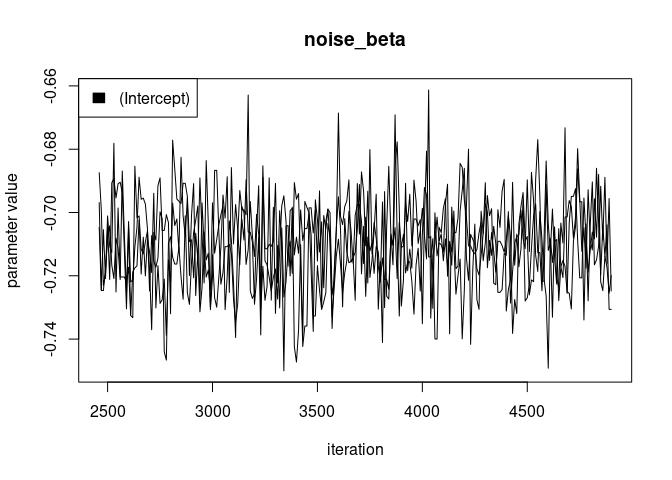 noise_beta
(Intercept)
parameter value
-0.66
-0.68
-0.70
-0.72
-0.74
2500 3000 3500 4000 4500
iteration